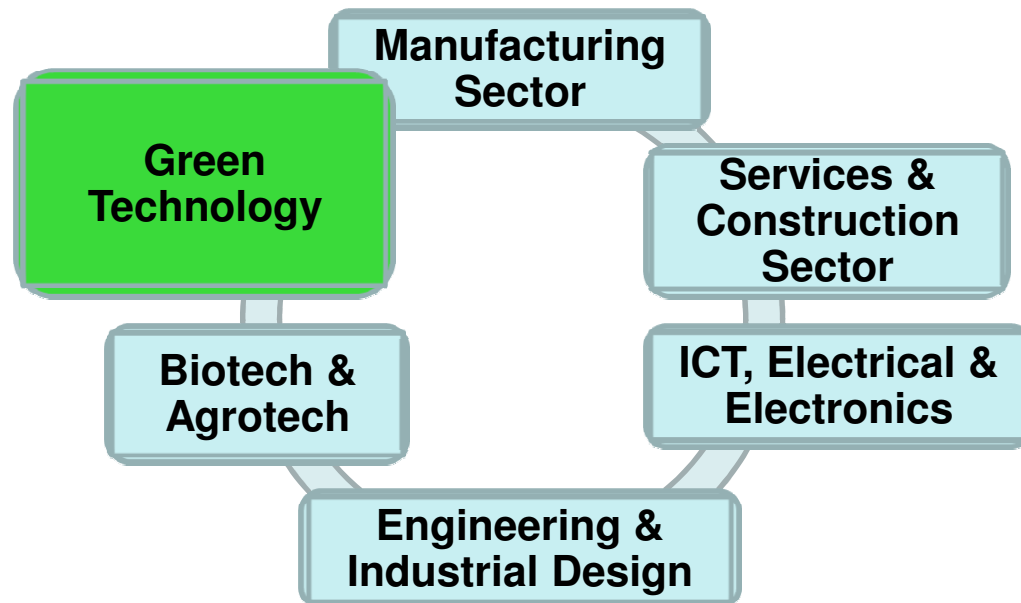 Manufacturing
Sector
Green
Technology
Services &
Construction
Sector
Biotech &
Agrotech
ICT, Electrical &
Electronics
Engineering &
Industrial Design